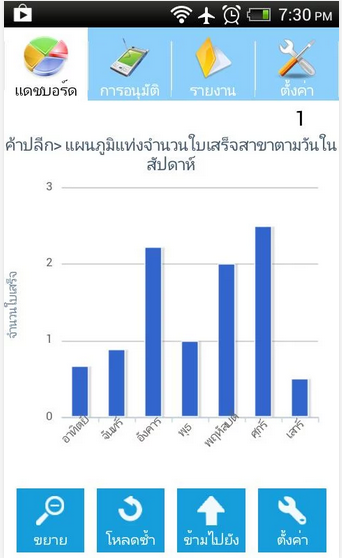 7:30 PM
แดชบอร์ด การอนุมัติ รายงาน ตั้งค่า
1
ค้าปลีก> แผนภูมิแท่งจำนวนใบเสร็จสาขาตามวันใน
สัปดาห์
จำนวนใบเสร็จ
3
2
1
0
อาทิตย์ จันทร์ อังคาร พุธ พฤหัสบดี ศุกร์ เสาร์
ขยาย โหลดซ้ำ ข้ามไปยัง ตั้งค่า